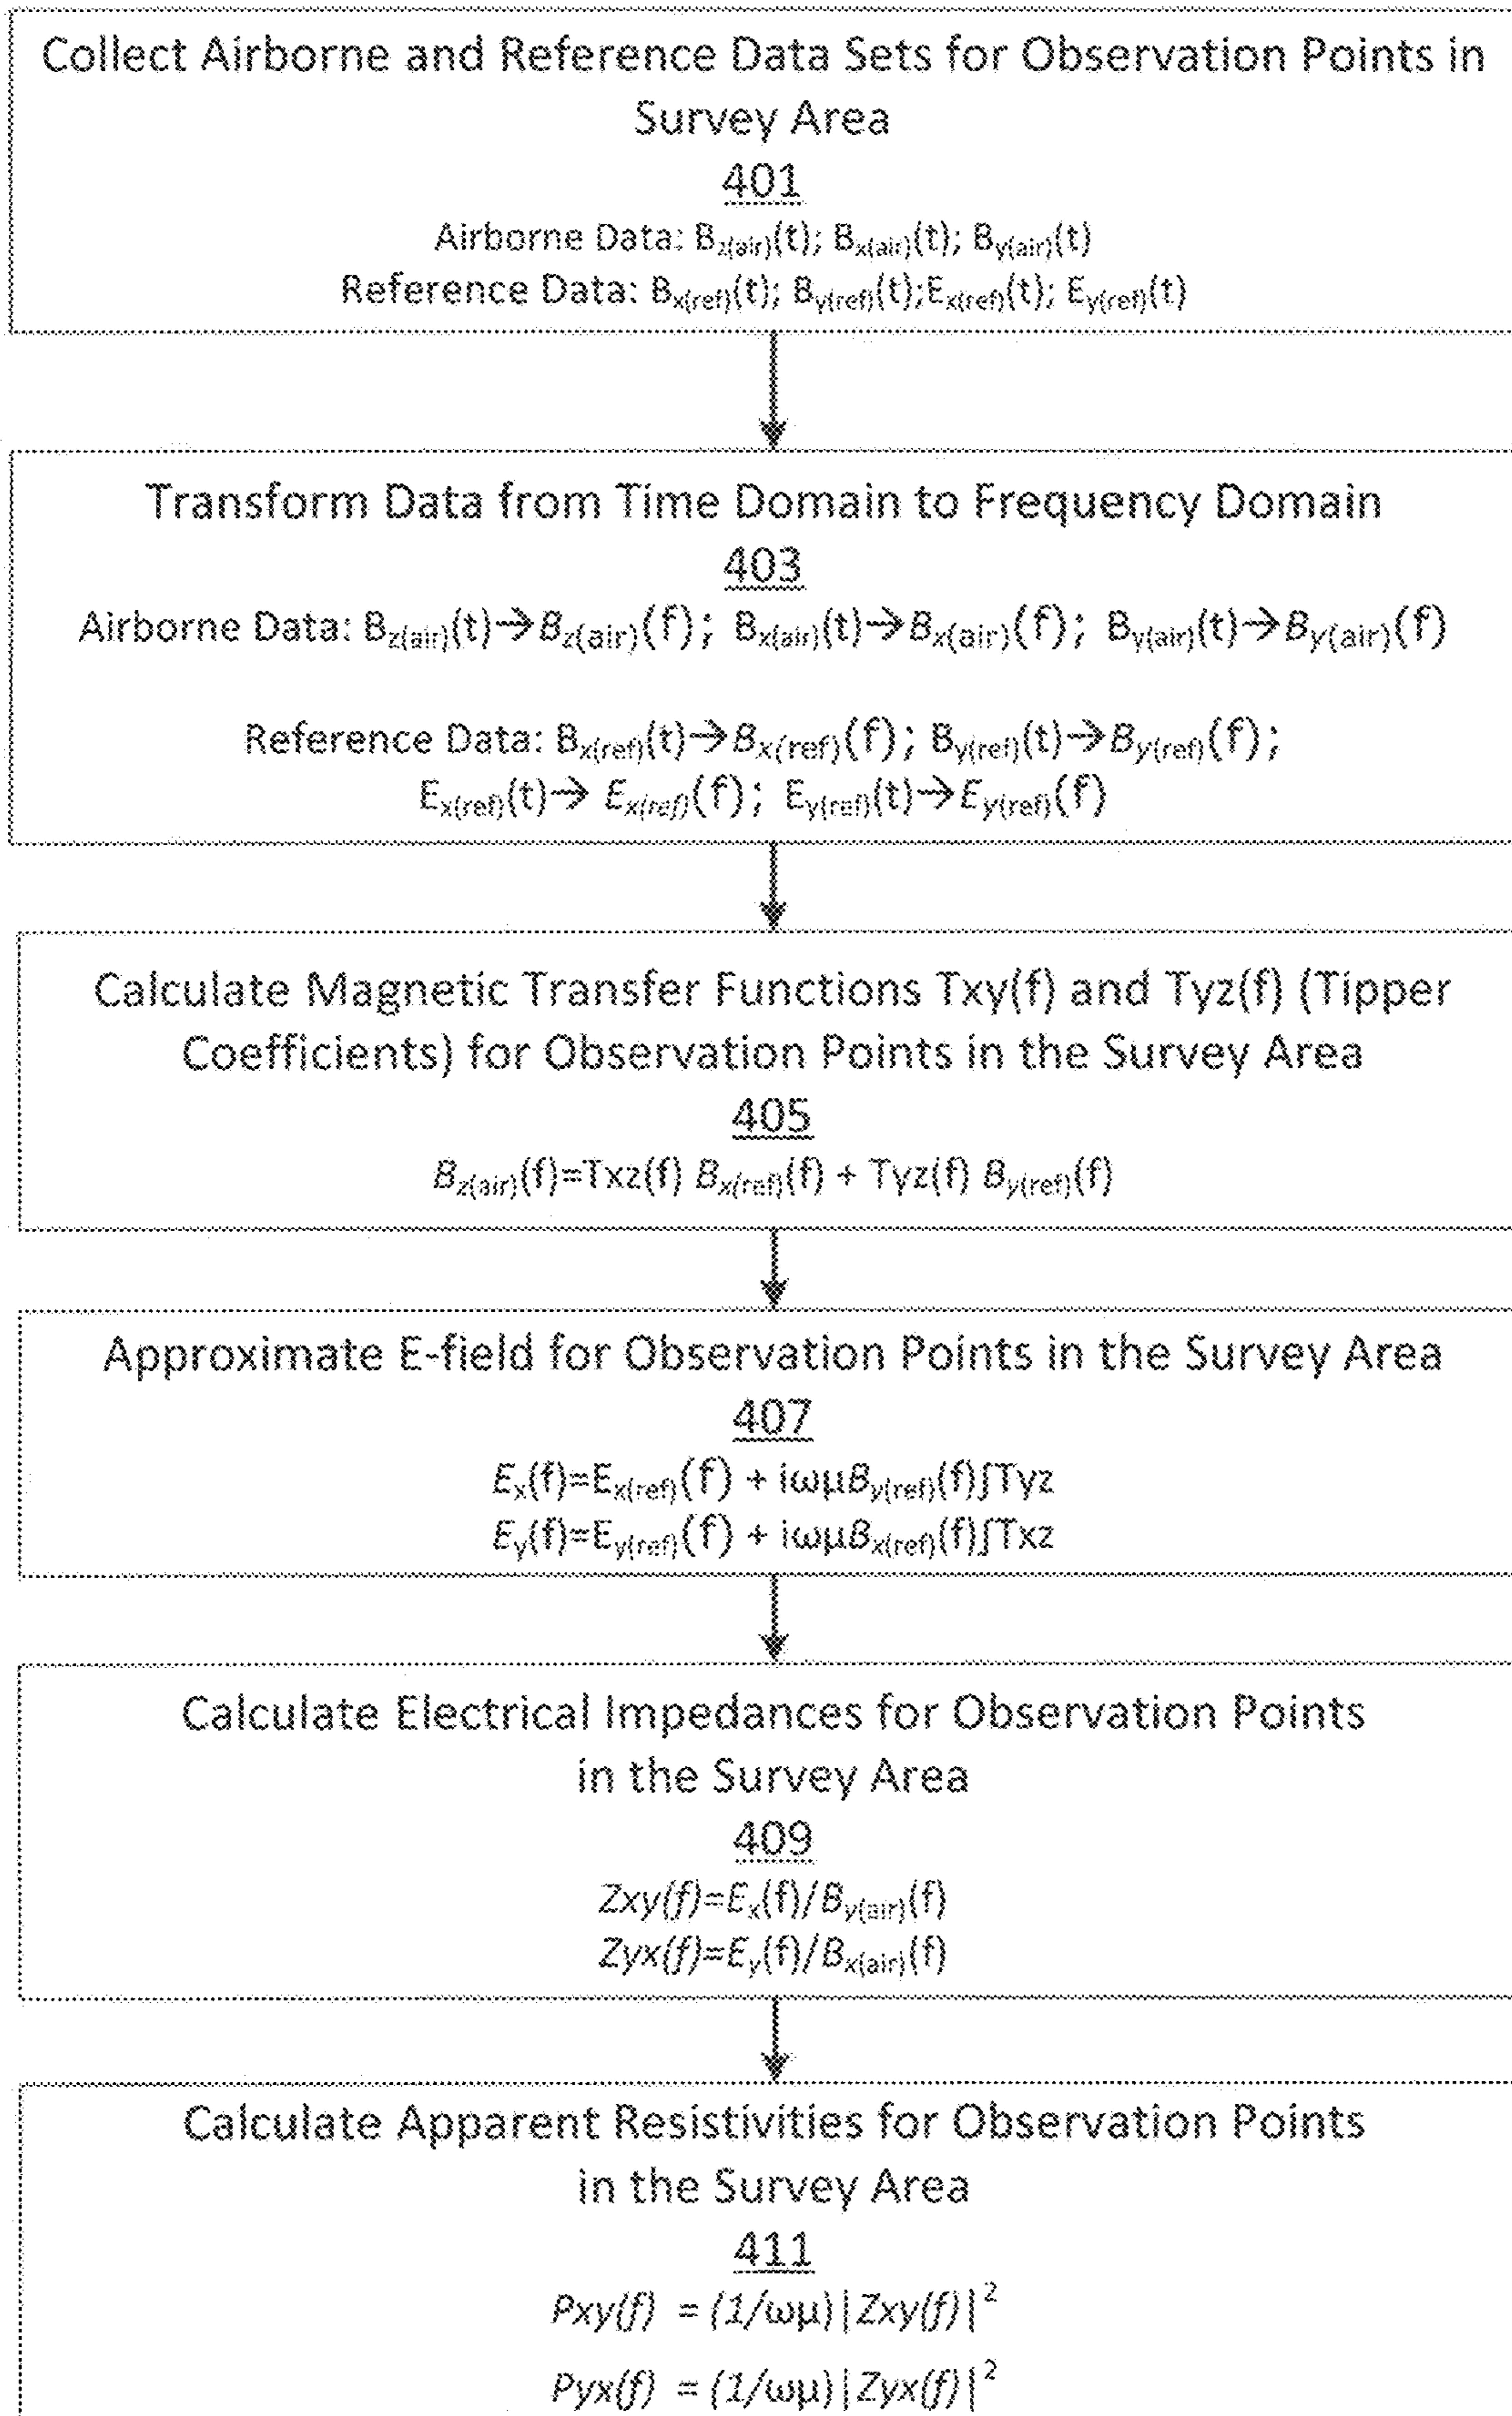 Collect Airborne and Reference Data Sets for Observation Points in
Survey Area
401
Airborne Data: Bz(air)(t); Bx(air)(t); By(air)(t)
Reference Data: Bx(ref)(t); By(ref)(t);Ex(ref)(t); Ey(ref)(t)
Transform Data from Time Domain to Frequency Domain
403
Airborne Data: Bz(air)(t)→Bz(air)(f); Bx(air)(t)→Bx(air)(f); By(air)(t)→By(air)(f)
Reference Data: Bx(ref)(t)→Bx(ref)(f); By(ref)(t)→By(ref)(f);
Ex(ref)(t)→ Ex(ref)(f); Ey(ref)(t)→Ey(ref)(f)
Calculate Magnetic Transfer Functions Txy(f) and Tyz(f) (Tipper
Coefficients) for Observation Points in the Survey Area
405
Bz(air)(f)=Txz(f) Bx(ref)(f) + Tyz(f) By(ref)(f)
Approximate E-field for Observation Points in the Survey Area
407
Ex(f)=Ex(ref)(f) + iωμBy(ref)(f)∫Tyz
Ey(f)=Ey(ref)(f) + iωμBx(ref)(f)∫Txz
Calculate Electrical Impedances for Observation Points
in the Survey Area
409
Zxy(f)=Ex(f)/By(air)(f)
Zyx(f)=Ey(f)/Bx(air)(f)
Calculate Apparent Resistivities for Observation Points
in the Survey Area
411
Pxy(f) = (1/ωμ)|Zxy(f)|²
Pyx(f) = (1/ωμ)|Zyx(f)|²